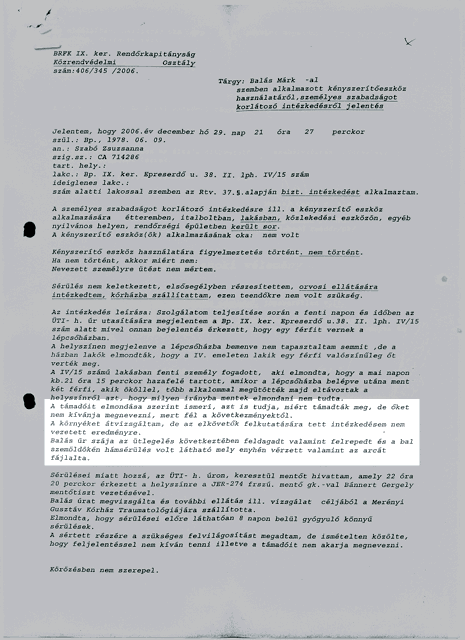 BRFK IX. ker. Rendőrkapitányság
Közrendvédelmi Osztály
szám:406/345 /2006.
Tárgy: Balás Márk -al
szemben alkalmazott kényszerítőeszköz
használatáról,személyes szabadságot
korlátozó intézkedésről jelentés
Jelentem, hogy 2006.év december hó 29. nap 21 óra 27 perckor
szül.: Bp., 1978. 06. 09.
an.: Szabó Zsuzsanna
szig.sz.: CA 714286
tart. hely.:
lakc.: Bp. IX. ker. Epreserdő u. 38. II. lph. IV/15 szám
ideiglenes lakc.:
szám alatti lakossal szemben az Rtv. 37.§.alapján bizt. intézkedést alkalmaztam.
A személyes szabadságot korlátozó intézkedésre ill. a kényszerítő eszköz
alkalmazására étteremben, italboltban, lakásban, közlekedési eszközön, egyéb
nyilvános helyen, rendőrségi épületben került sor.
A kényszerítő eszköz(ök) alkalmazásának oka: nem volt
Kényszerítő eszköz használatára figyelmeztetés történt. nem történt.
Ha nem történt, akkor miért nem:
Nevezett személyre ütést nem mértem.
Sérülés nem keletkezett, elsősegélyben részesítettem, orvosi ellátására
intézkedtem, kórházba szállíttattam, ezen teendőkre nem volt szükség.
Az intézkedés leírása: Szolgálatom teljesítése során a fenti napon és időben az
ÜTI- h. úr utasítására megjelentem a Bp. IX. ker. Epreserdő u.38. II. lph. IV/15
szám alatt mivel onnan bejelentés érkezett, hogy egy férfit vernek a
lépcsőházban.
A helyszínen megjelenve a lépcsőházba bemenve nem tapasztaltam semmit ,de a
házban lakók elmondták, hogy a IV. emeleten lakik egy férfi valószínűleg őt
verték meg.
A IV/15 számú lakásban fenti személy fogadott, aki elmondta, hogy a mai napon
kb.21 óra 15 perckor hazafelé tartott, amikor a lépcsőházba belépve utána ment
két férfi, akik ököllel, több alkalommal megütötték majd eltávoztak a
helyszínről azt, hogy milyen irányba mentek elmondani nem tudta.
A támadóit elmondása szerint ismeri, azt is tudja, miért támadták meg, de őket
nem kívánja megnevezni, mert fél a következményektől.
A környéket átvizsgáltam, de az elkövetők felkutatására tett intézkedésem nem
vezetett eredményre.
Balás úr szája az ütlegelés következtében feldagadt valamint felrepedt és a bal
szemöldökén hámsérülés volt látható mely enyhén vérzett valamint az arcát
fájlalta.
Sérülései miatt hozzá, az ÜTI- h. úron, keresztül mentőt hívattam, amely 22 óra
20 perckor érkezett a helyszínre a JER-274 frszű. mentő gk.-val Bánnert Gergely
mentőtiszt vezetésével.
Balás úrat megvizsgálta és további ellátás ill. vizsgálat céljából a Merényi
Gusztáv Kórház Traumatológiájára szállította.
Elmondta, hogy sérülései előre láthatóan 8 napon belül gyógyuló könnyű
sérülések.
A sértett részére a szükséges felvilágosítást megadtam, de ismételten közölte,
hogy feljelentéssel nem kíván tenni illetve a támadóit nem akarja megnevezni.
Körözésben nem szerepel.